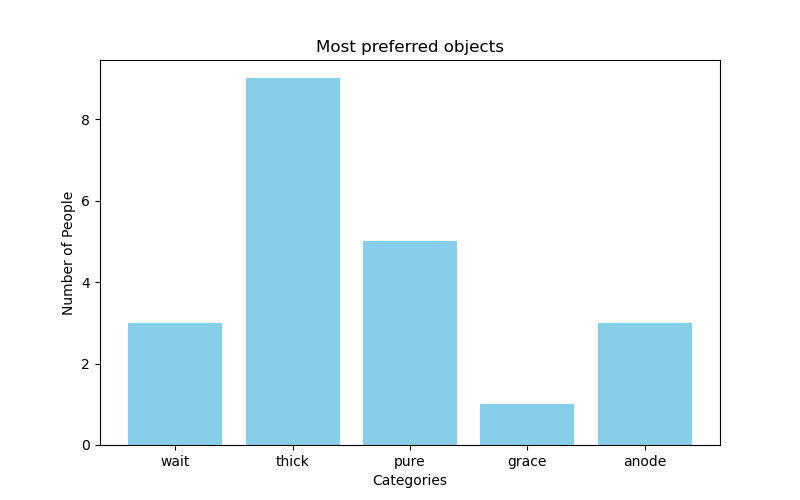 Most preferred objects
Number of People
8
6
4
2
0
wait thick pure grace anode
Categories